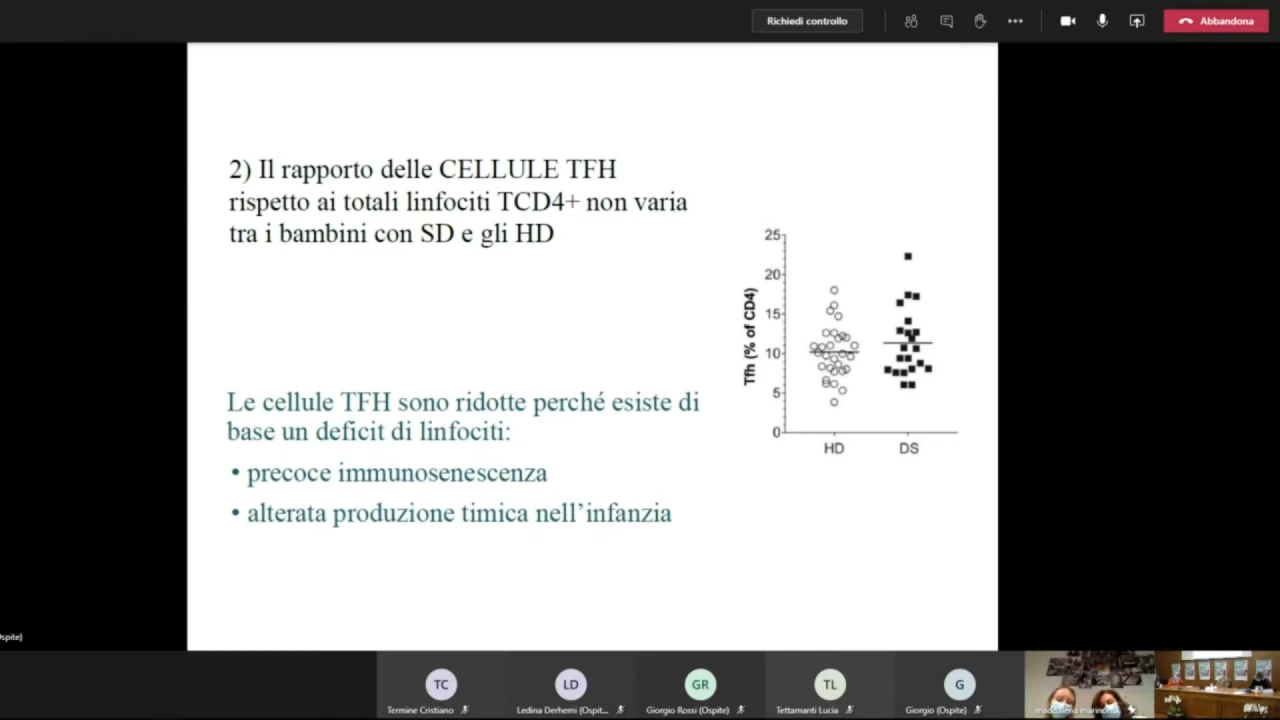 Richiedi controllo
Abbandona
2) Il rapporto delle CELLULE TFH
rispetto ai totali linfociti TCD4+ non varia
tra i bambini con SD e gli HD
25
20
15
10
5
0
Tfh (% of CD4)
HD
DS
Le cellule TFH sono ridotte perché esiste di
base un deficit di linfociti:
• precoce immunosenescenza
• alterata produzione timica nell’infanzia
spite)
TC
Termine Cristiano
LD
Ledina Derhemi (Ospit...
GR
Giorgio Rossi (Ospite)
TL
Tettamanti Lucia
G
Giorgio (Ospite)